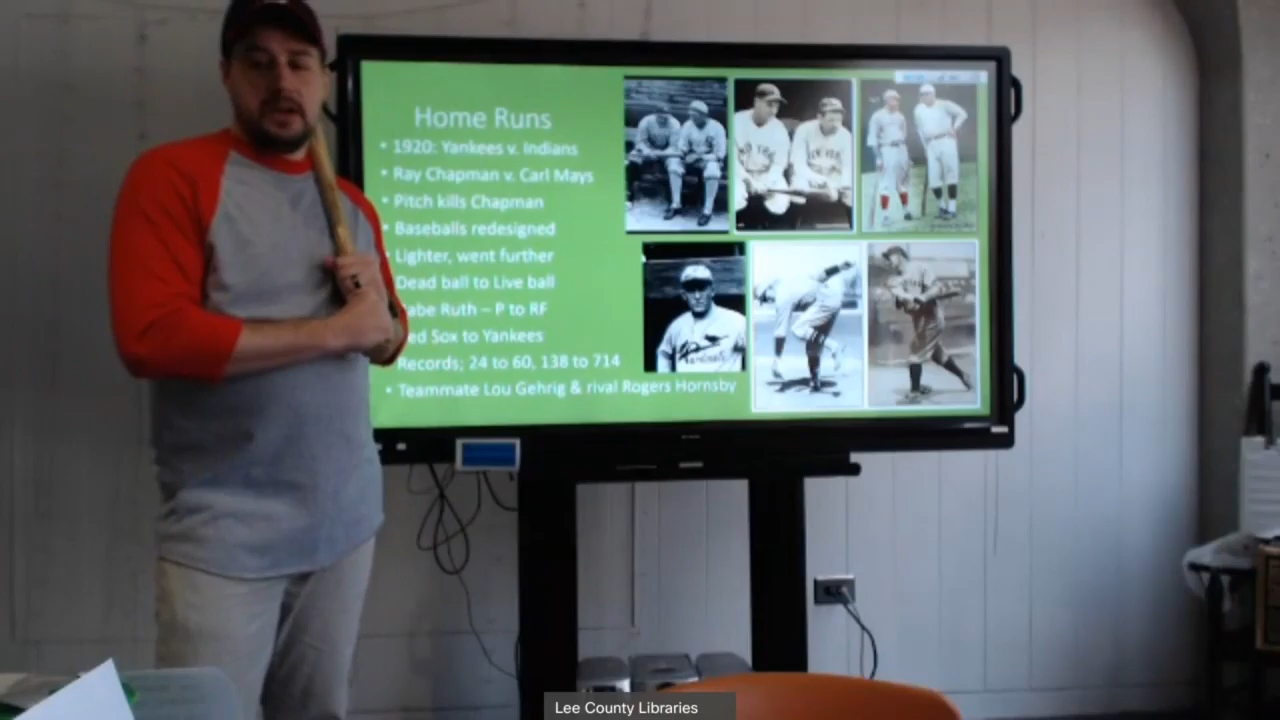 Home Runs
• 1920: Yankees v. Indians
• Ray Chapman v. Carl Mays
• Pitch kills Chapman
• Baseballs redesigned
Lighter, went further
Dead ball to Live ball
abe Ruth – P to RF
ed Sox to Yankees
Records; 24 to 60, 138 to 714
• Teammate Lou Gehrig & rival Rogers Hornsby
Lee County Libraries